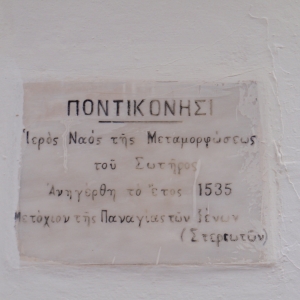 ΠΟΝΤΙΚΟΝΗΣΙ
Ἱερὸς Ναὸς τῆς Μεταμορφώσεως
τοῦ Σωτῆρος
Ἀνηγέρθη τὸ ἔτος 1535
Μετόχιον τῆς Παναγίας τῶν Ξένων
(Στερεωτῶν)